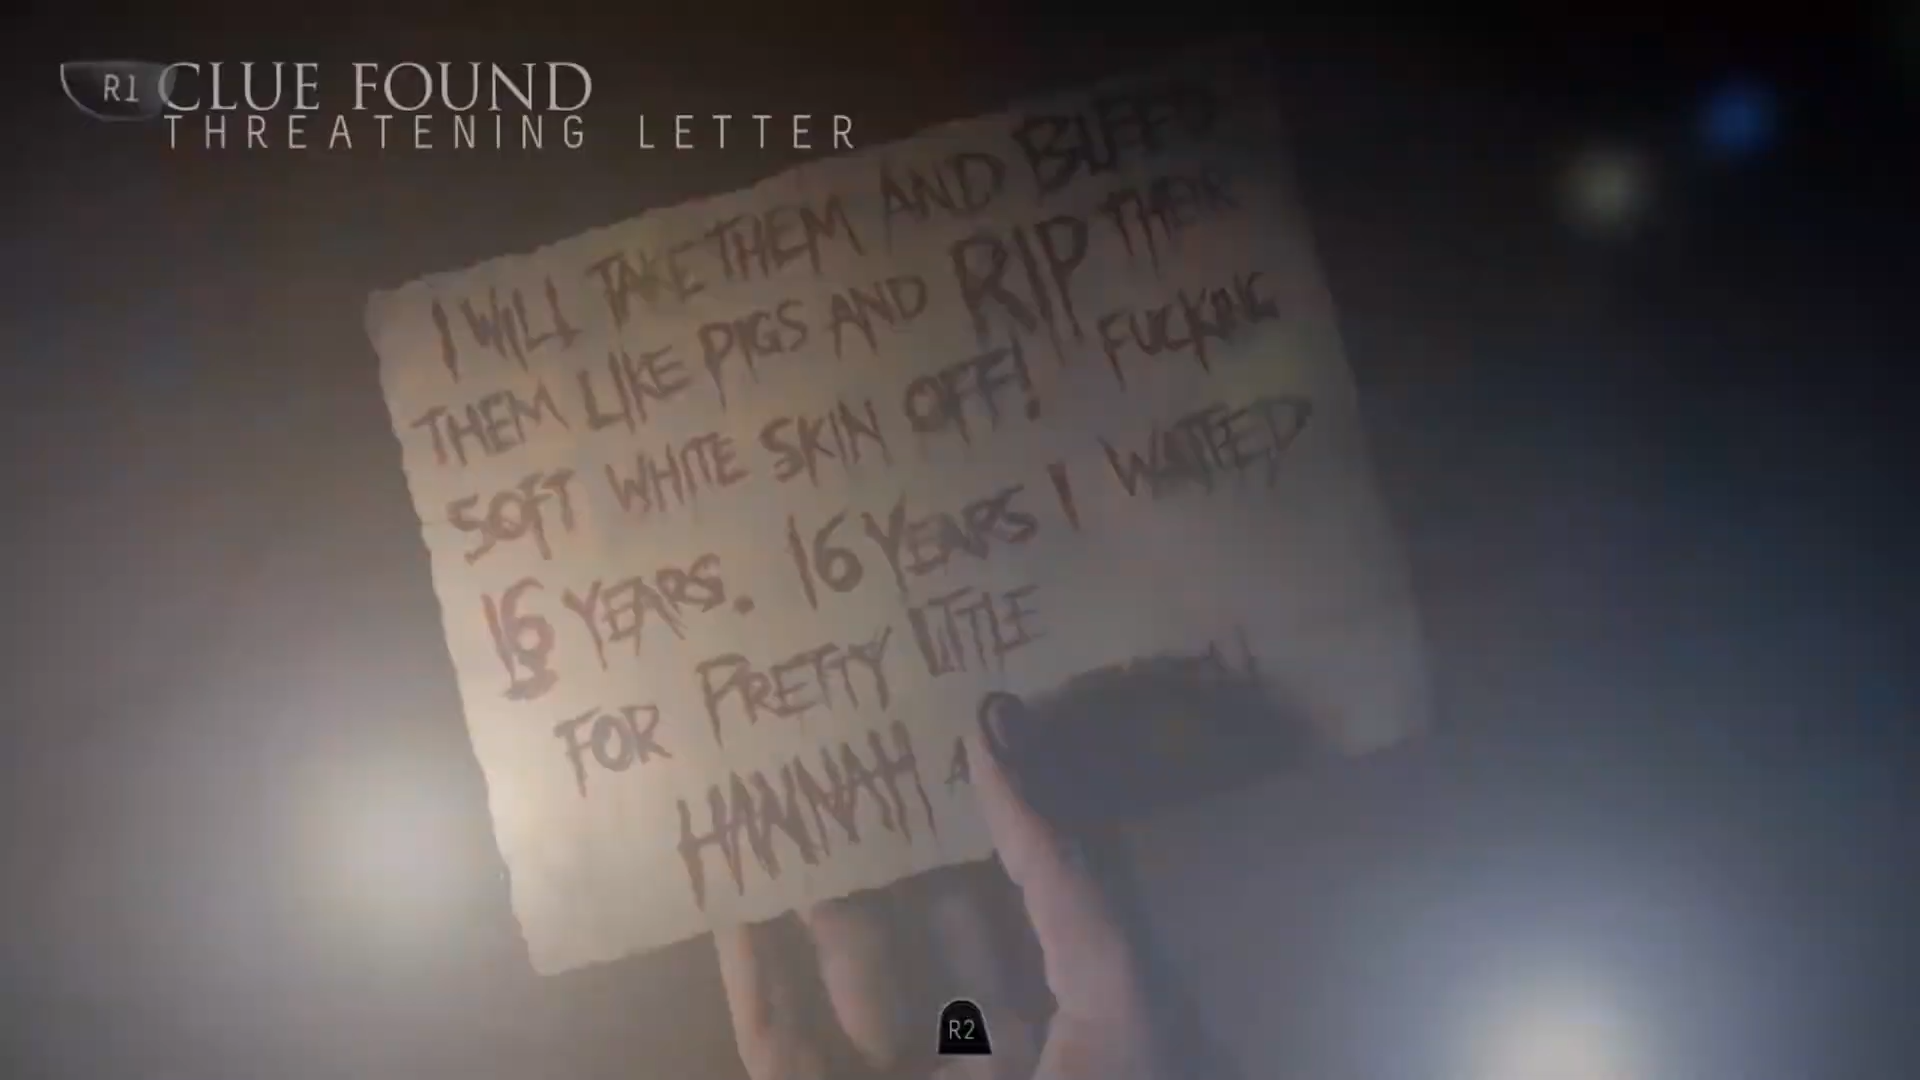 R1 CLUE FOUND
THREATENING LETTER
I WILL TAKE THEM AND BLEED
THEM LIKE PIGS AND RIP THEIR
SOFT WHITE SKIN OFF! FUCKING
16 YEARS. 16 YEARS I WAITED
FOR PRETTY LITTLE
HANNAH
R2